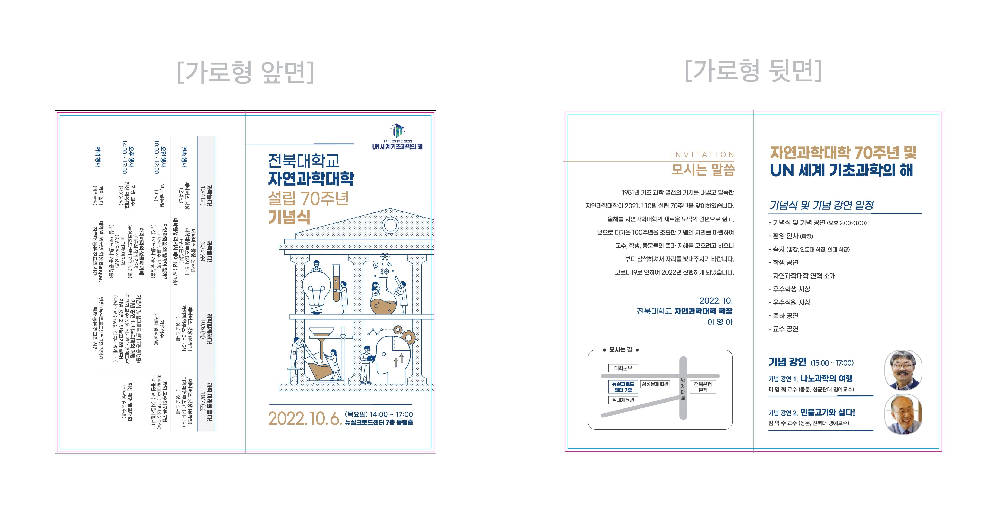 [가로형 앞면]
과학놀다!
10/4 (화)
과학묻다!
10/5 (수)
과학함께하다!
10/6 (목)
과학 미래를 열다!
10/7 (금)
연속 행사
메타버스 광장
(온라인)
메타버스 광장 (온라인)
과학체험부스 (2시~5시)
(구정문 일대)
대학원생 리서치 페어 (진수당 1층)
메타버스 광장 (온라인)
과학체험부스 (2시~5시)
(구정문 일대)
메타버스 광장 (온라인)
과학체험부스 (11시~1시)
(구정문 일대)
오전 행사
10:00 ~ 12:00
원팀 골든벨
(미정)
자연과학을 왜 알아야 할까?
(김상욱 교수 강연)
(뉴실크로드센터 7층 동행홀)
기념식수
(자연대 암석공원)
과학 고수의 7문 7답
이덕환 교수 (문진탄소문화원)
이중원 교수 (서울시립대)
오후 행사
14:00 ~ 17:00
학생, 교수
친선 체육대회
(대운동장)
하리하라의 생물학 카페
(이은희 작가 강연)
(뉴실크로드센터 7층 동행홀)
뇌과학 이야기
(송민령박사 강연)
(뉴실크로드센터 7층 동행홀)
기념식 (뉴실크로드센터 7층 동행홀)
기념 공연 1. 나노과학의 여행
(이영희 교수/동문, 성균관대 명예교수)
기념 공연 2. 민물고기와 살다!
(김익수 교수/동문, 전북대 명예교수)
학생 체험 발표대회
(진수당 김광수홀)
저녁 행사
과학 놀다
(야외극장)
대학원, 외국인 학생 Banquet
자연대 동문 친교의 시간
만찬 (뉴실크로드센터 7층 정담원)
예과 동문 친교의 시간
대학과 함께하는 2022
UN 세계기초과학의 해
전북대학교
자연과학대학
설립 70주년
기념식
2022. 10. 6. (목요일) 14:00 ~ 17:00
뉴실크로드센터 7층 동행홀
[가로형 뒷면]
INVITATION
모시는 말씀
1951년 기초 과학 발전의 기치를 내걸고 발족한
자연과학대학이 2021년 10월 설립 70주년을 맞이하였습니다.
올해를 자연과학대학의 새로운 도약의 원년으로 삶고,
앞으로 다가올 100주년을 조촐한 기념의 자리를 마련하여
교수, 학생, 동문들의 뜻과 지혜를 모으려고 하오니
부디 참석하셔서 자리를 빛내주시기 바랍니다.
코로나19로 인하여 2022년 진행하게 되었습니다.
2022. 10.
전북대학교 자연과학대학 학장
이 영 아
오시는 길
대학본부
뉴실크로드
센터 7층
삼성문화회관
백제대로
전북은행
본점
실내체육관
자연과학대학 70주년 및
UN 세계 기초과학의 해
기념식 및 기념 강연 일정
- 기념식 및 기념 공연 (오후 2:00~3:00)
- 환영 인사 (학장)
- 축사 (총장, 인문대 학장, 의대 학장)
- 학생 공연
- 자연과학대학 연혁 소개
- 우수학생 시상
- 우수직원 시상
- 축하 공연
- 교수 공연
기념 강연 (15:00 ~ 17:00)
기념 강연 1. 나노과학의 여행
이 영 희 교수 (동문, 성균관대 명예교수)
기념 강연 2. 민물고기와 살다!
김 익 수 교수 (동문, 전북대 명예교수)